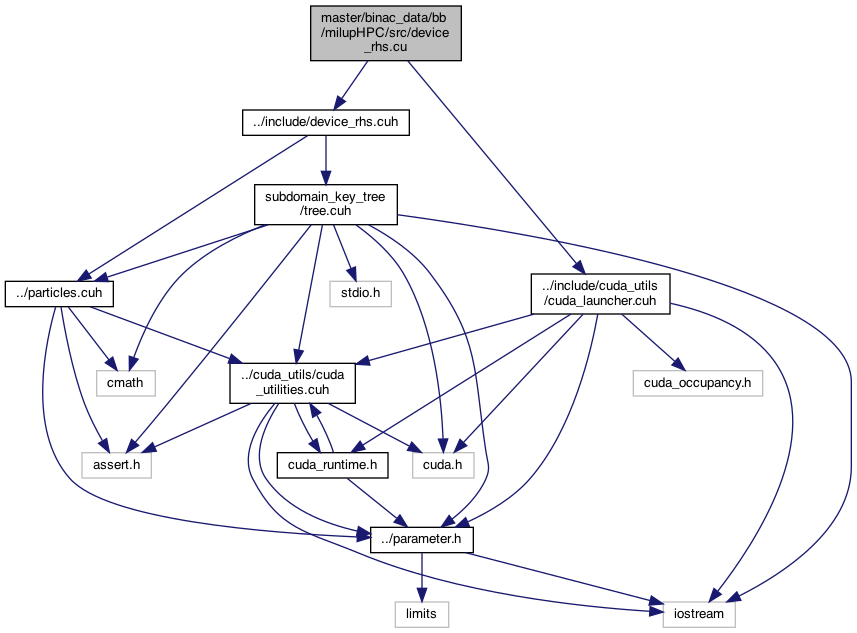 master/binac_data/bb
/milupHPC/src/device
_rhs.cu
../include/device_rhs.cuh
subdomain_key_tree
/tree.cuh
../particles.cuh
stdio.h
../include/cuda_utils
/cuda_launcher.cuh
cmath
../cuda_utils/cuda
_utilities.cuh
cuda_occupancy.h
assert.h
cuda_runtime.h
cuda.h
../parameter.h
limits
iostream